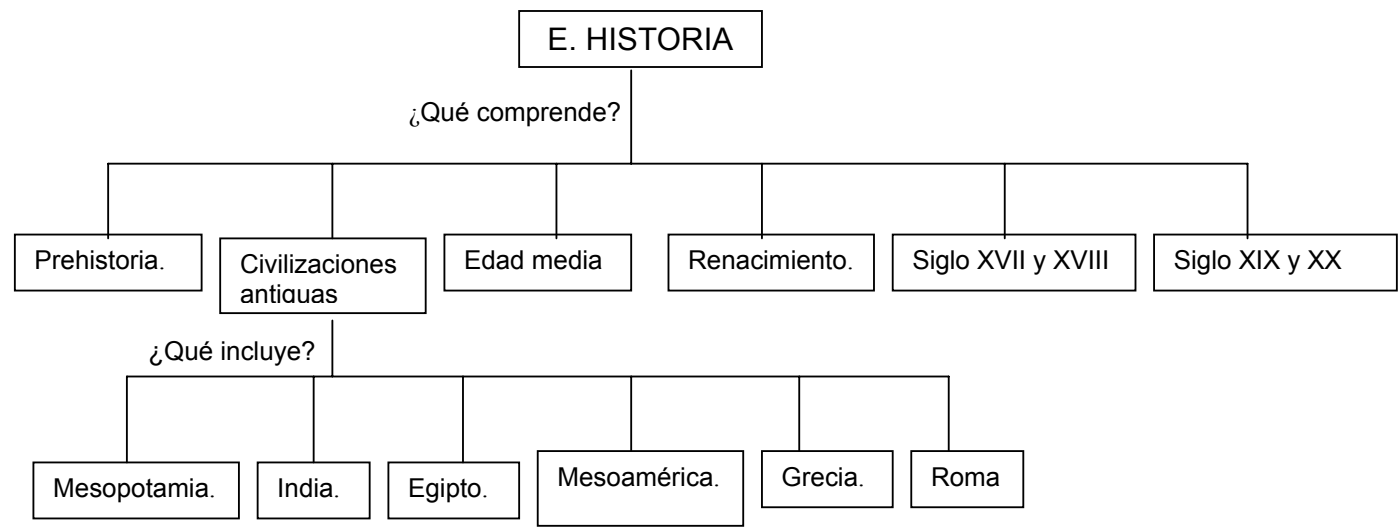 E. HISTORIA
¿Qué comprende?
Prehistoria.
Civilizaciones
antiguas
Edad media
Renacimiento.
Siglo XVII y XVIII
Siglo XIX y XX
¿Qué incluye?
Mesopotamia.
India.
Egipto.
Mesoamérica.
Grecia.
Roma